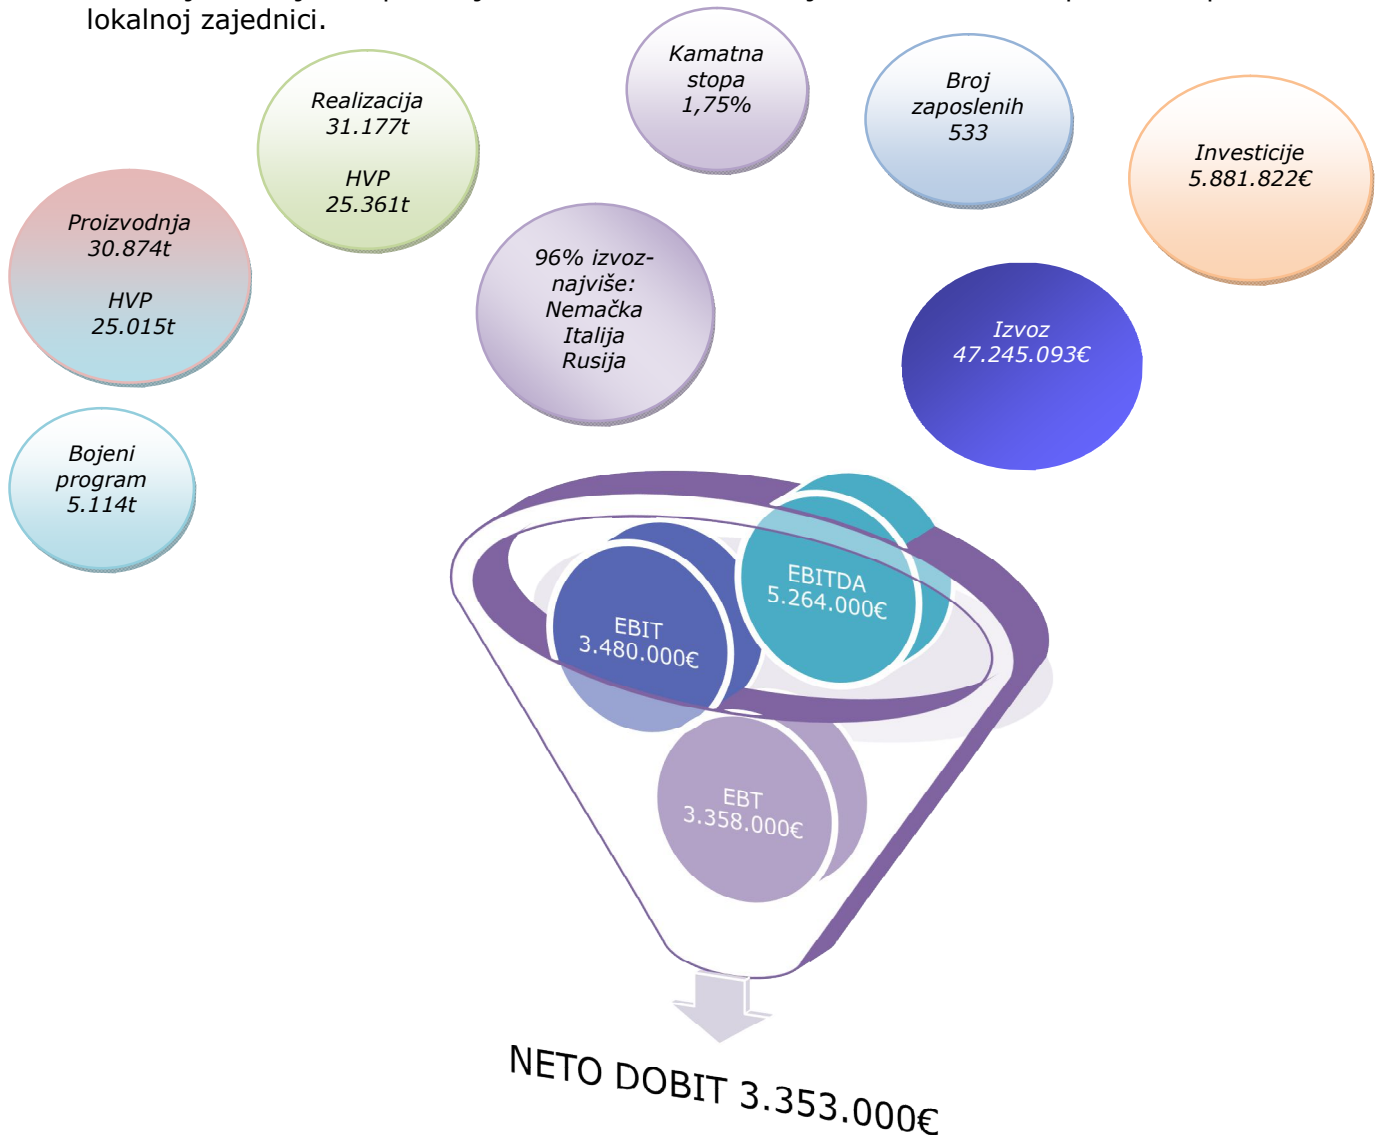 lokalnoj zajednici.
Kamatna
stopa
1,75%
Realizacija
31.177t
HVP
25.361t
Broj
zaposlenih
533
Investicije
5.881.822€
Proizvodnja
30.874t
HVP
25.015t
96% izvoz-
najviše:
Nemačka
Italija
Rusija
Izvoz
47.245.093€
Bojeni
program
5.114t
EBITDA
5.264.000€
EBIT
3.480.000€
EBT
3.358.000€
NETO DOBIT 3.353.000€